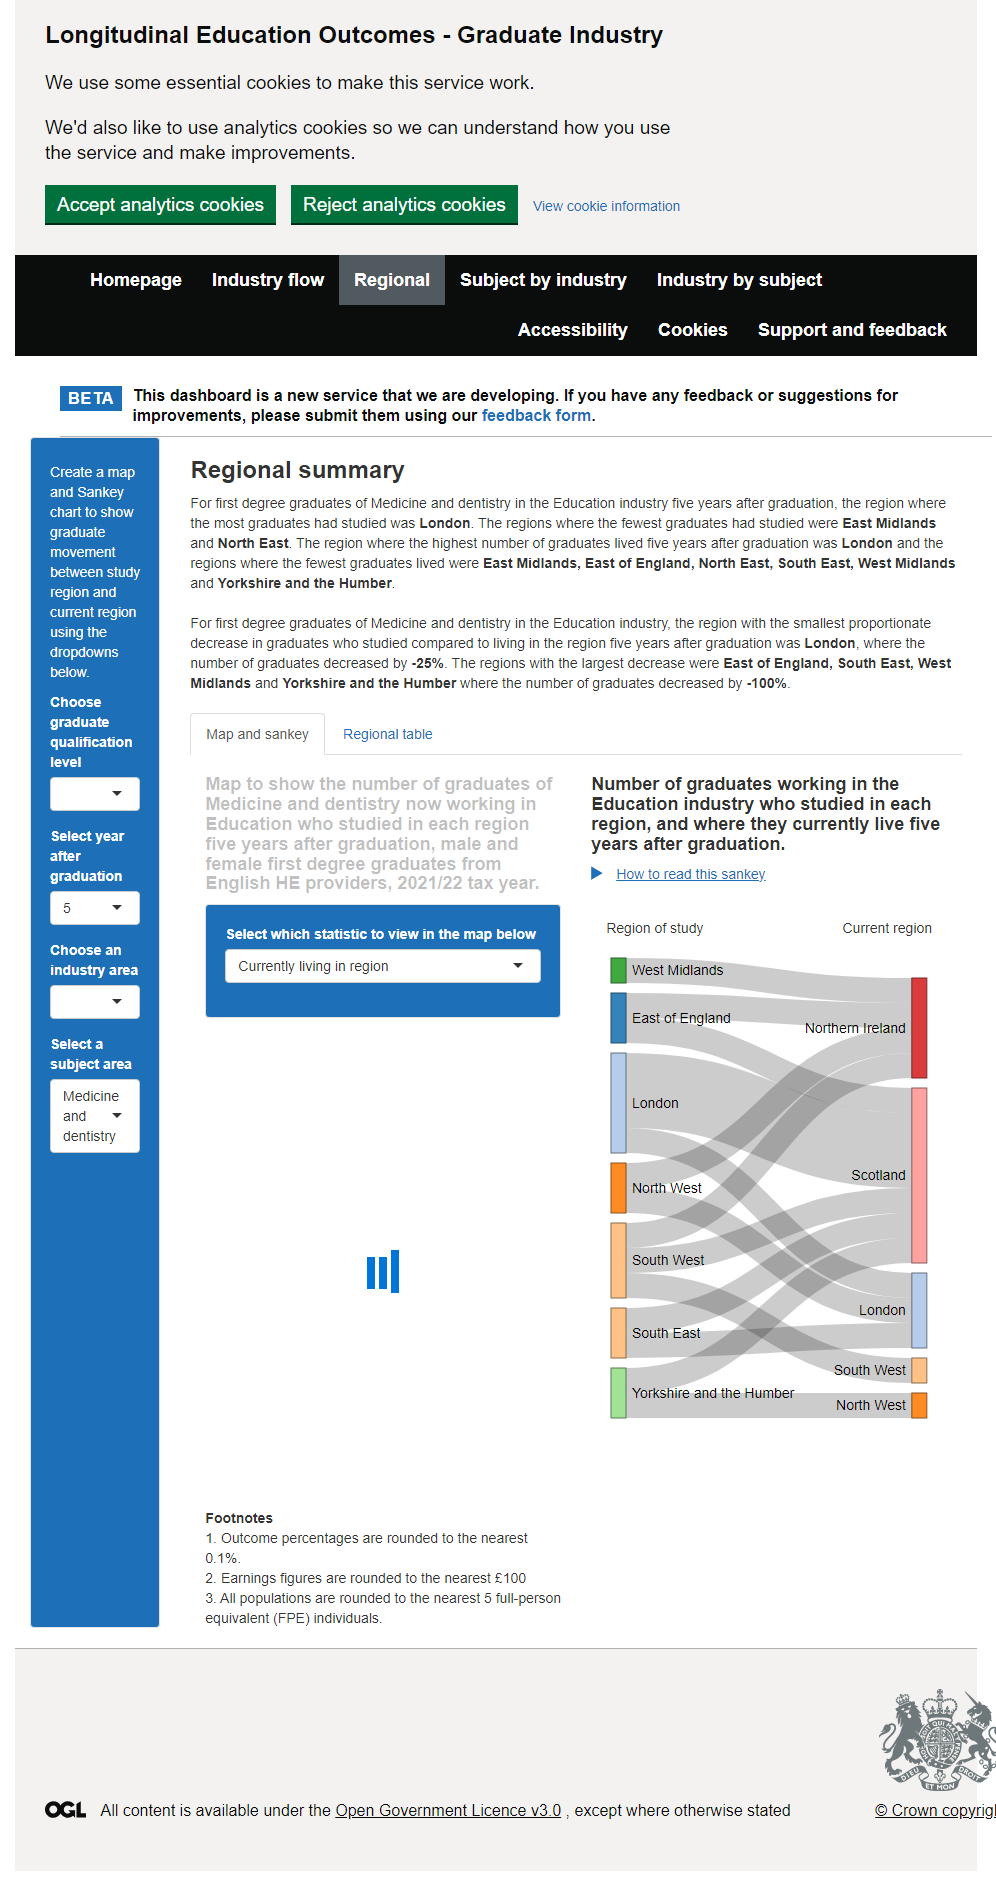 Longitudinal Education Outcomes - Graduate Industry
We use some essential cookies to make this service work.
We'd also like to use analytics cookies so we can understand how you use
the service and make improvements.
Accept analytics cookies
Reject analytics cookies
View cookie information
Homepage
Industry flow
Regional
Subject by industry
Industry by subject
Accessibility
Cookies
Support and feedback
BETA
This dashboard is a new service that we are developing. If you have any feedback or suggestions for
improvements, please submit them using our feedback form.
Create a map
and Sankey
chart to show
graduate
movement
between study
region and
current region
using the
dropdowns
below.
Choose
graduate
qualification
level
Select year
after
graduation
5
Choose an
industry area
Select a
subject area
Medicine
and
dentistry
Regional summary
For first degree graduates of Medicine and dentistry in the Education industry five years after graduation, the region where
the most graduates had studied was London. The regions where the fewest graduates had studied were East Midlands
and North East. The region where the highest number of graduates lived five years after graduation was London and the
regions where the fewest graduates lived were East Midlands, East of England, North East, South East, West Midlands
and Yorkshire and the Humber.
For first degree graduates of Medicine and dentistry in the Education industry, the region with the smallest proportionate
decrease in graduates who studied compared to living in the region five years after graduation was London, where the
number of graduates decreased by -25%. The regions with the largest decrease were East of England, South East, West
Midlands and Yorkshire and the Humber where the number of graduates decreased by -100%.
Map and sankey
Regional table
Map to show the number of graduates of
Medicine and dentistry now working in
Education who studied in each region
five years after graduation, male and
female first degree graduates from
English HE providers, 2021/22 tax year.
Select which statistic to view in the map below
Currently living in region
Number of graduates working in the
Education industry who studied in each
region, and where they currently live five
years after graduation.
How to read this sankey
Region of study
Current region
West Midlands
East of England
London
North West
South West
South East
Yorkshire and the Humber
Northern Ireland
Scotland
London
South West
North West
Footnotes
1. Outcome percentages are rounded to the nearest
0.1%.
2. Earnings figures are rounded to the nearest £100
3. All populations are rounded to the nearest 5 full-person
equivalent (FPE) individuals.
OGL
All content is available under the Open Government Licence v3.0 , except where otherwise stated
© Crown copyrig